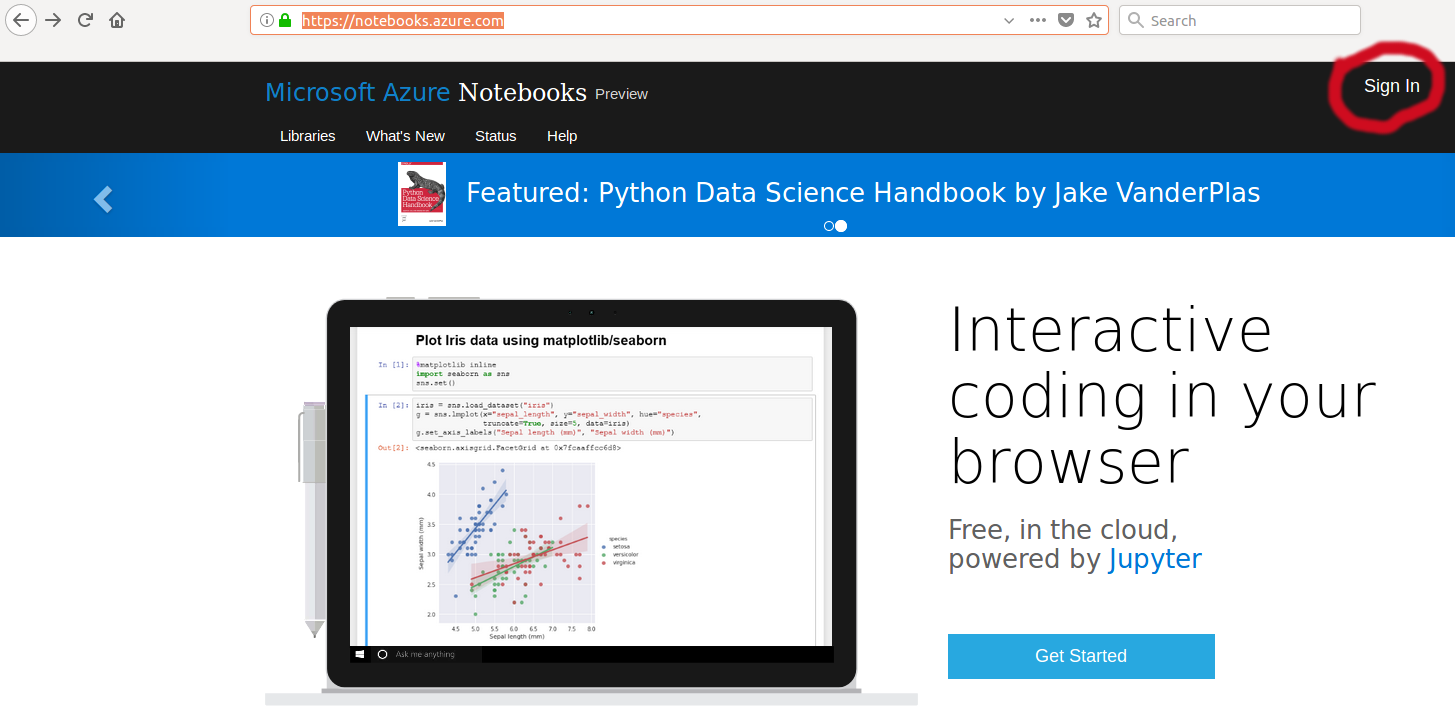 https://notebooks.azure.com
Search
Microsoft Azure Notebooks Preview
Sign In
Libraries What's New Status Help
Python
Data Science
Handbook
Featured: Python Data Science Handbook by Jake VanderPlas
Plot Iris data using matplotlib/seaborn
In [1]: %matplotlib inline
import seaborn as sns
sns.set()
In [2]: iris = sns.load_dataset("iris")
g = sns.lmplot(x="sepal_length", y="sepal_width", hue="species",
truncate=True, size=5, data=iris)
g.set_axis_labels("Sepal length (mm)", "Sepal width (mm)")
Out[2]: <seaborn.axisgrid.FacetGrid at 0x7fcaaffcc6d8>
4.5
4.0
3.5
3.0
2.5
2.0
Sepal width (mm)
species
setosa
versicolor
virginica
4.5 5.0 5.5 6.0 6.5 7.0 7.5 8.0
Sepal length (mm)
Ask me anything
Interactive
coding in your
browser
Free, in the cloud,
powered by Jupyter
Get Started